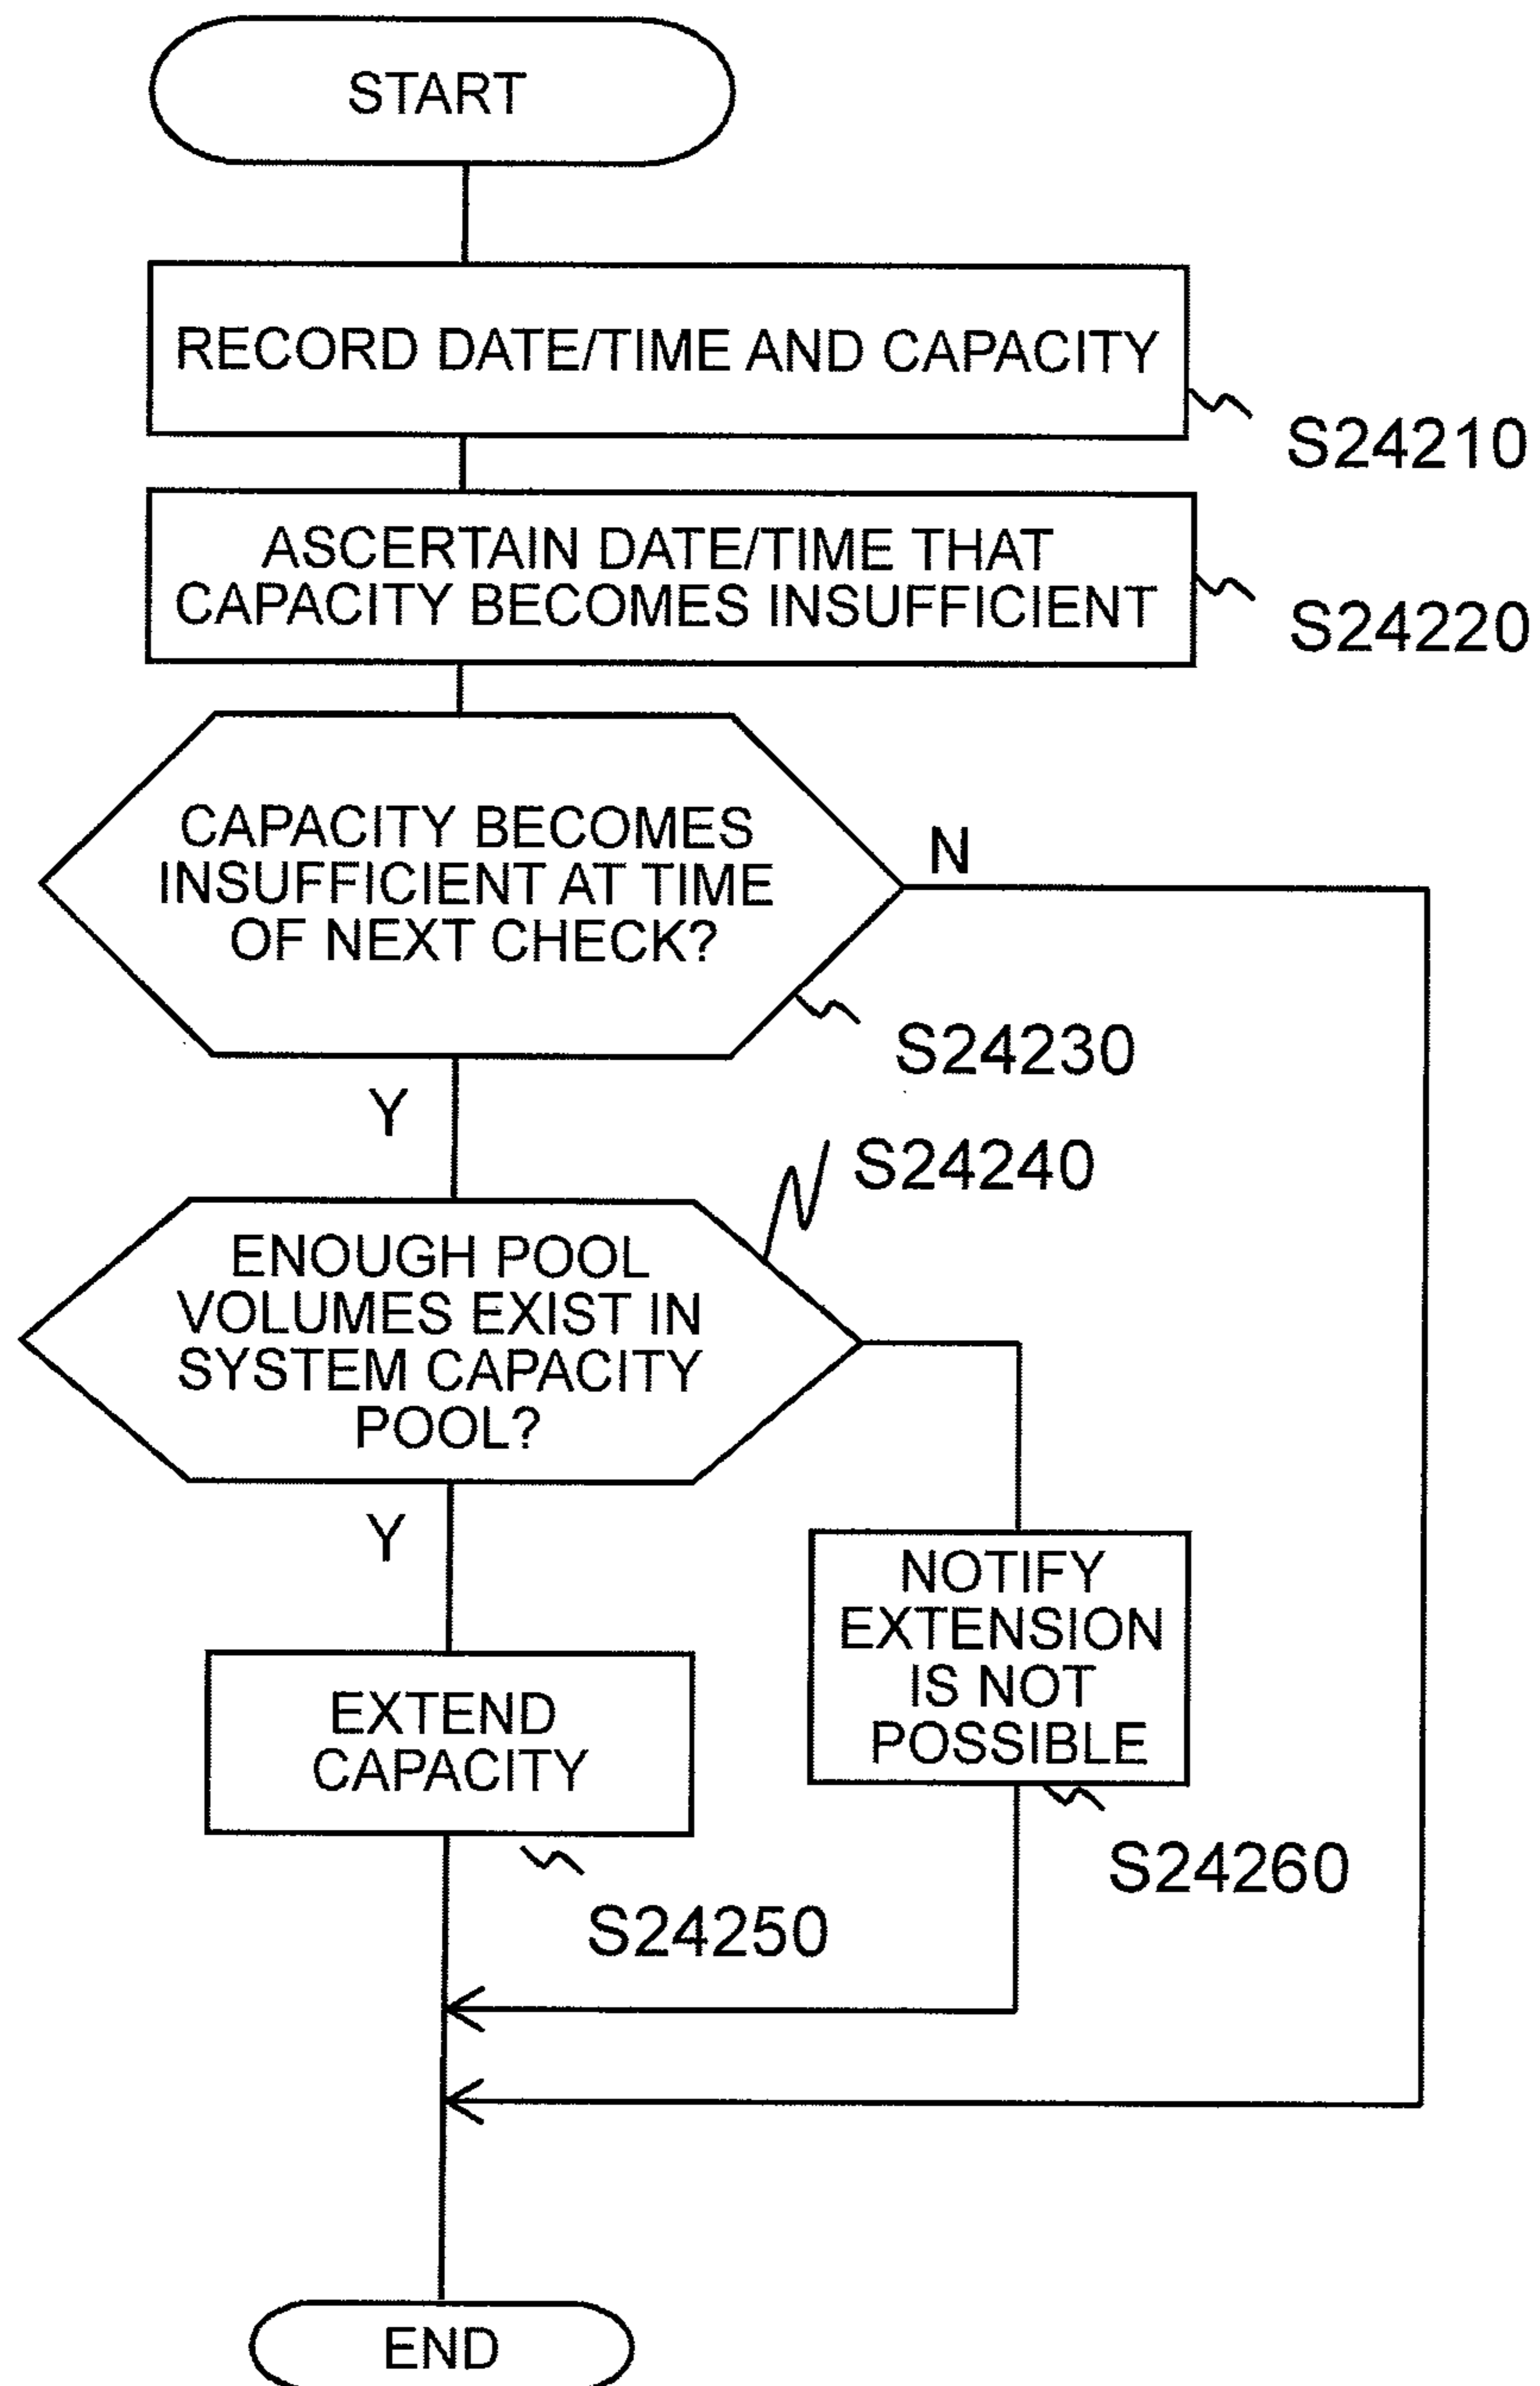 START
RECORD DATE/TIME AND CAPACITY
S24210
ASCERTAIN DATE/TIME THAT
CAPACITY BECOMES INSUFFICIENT
S24220
CAPACITY BECOMES
INSUFFICIENT AT TIME
OF NEXT CHECK?
N
S24230
Y
S24240
ENOUGH POOL
VOLUMES EXIST IN
SYSTEM CAPACITY
POOL?
Y
NOTIFY
EXTENSION
IS NOT
POSSIBLE
S24260
EXTEND
CAPACITY
S24250
END